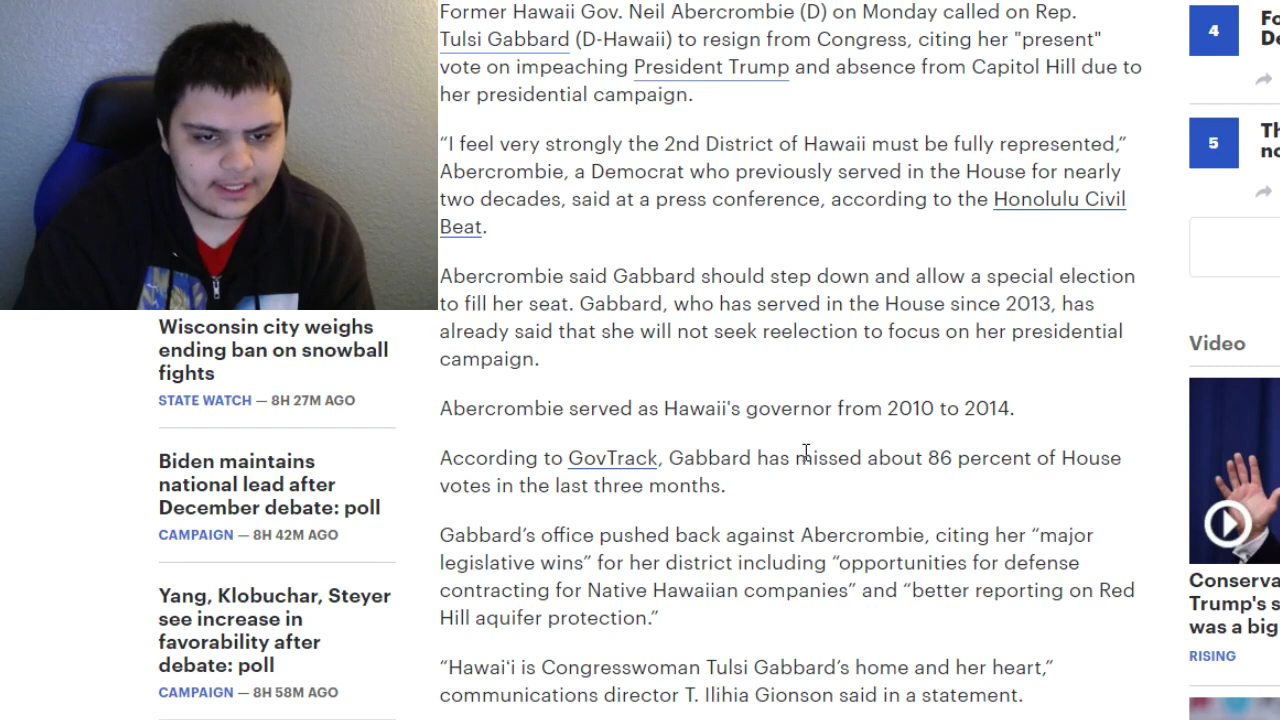 Former Hawaii Gov. Neil Abercrombie (D) on Monday called on Rep.
Tulsi Gabbard (D-Hawaii) to resign from Congress, citing her "present"
vote on impeaching President Trump and absence from Capitol Hill due to
her presidential campaign.
“I feel very strongly the 2nd District of Hawaii must be fully represented,”
Abercrombie, a Democrat who previously served in the House for nearly
two decades, said at a press conference, according to the Honolulu Civil
Beat.
Abercrombie said Gabbard should step down and allow a special election
to fill her seat. Gabbard, who has served in the House since 2013, has
already said that she will not seek reelection to focus on her presidential
campaign.
Abercrombie served as Hawaii's governor from 2010 to 2014.
According to GovTrack, Gabbard has missed about 86 percent of House
votes in the last three months.
Gabbard’s office pushed back against Abercrombie, citing her “major
legislative wins” for her district including “opportunities for defense
contracting for Native Hawaiian companies” and “better reporting on Red
Hill aquifer protection.”
“Hawaiʻi is Congresswoman Tulsi Gabbard’s home and her heart,”
communications director T. Ilihia Gionson said in a statement.
Wisconsin city weighs
ending ban on snowball
fights
STATE WATCH — 8H 27M AGO
Biden maintains
national lead after
December debate: poll
CAMPAIGN — 8H 42M AGO
Yang, Klobuchar, Steyer
see increase in
favorability after
debate: poll
CAMPAIGN — 8H 58M AGO
4
5
Video
Conserva
Trump's s
was a big
RISING